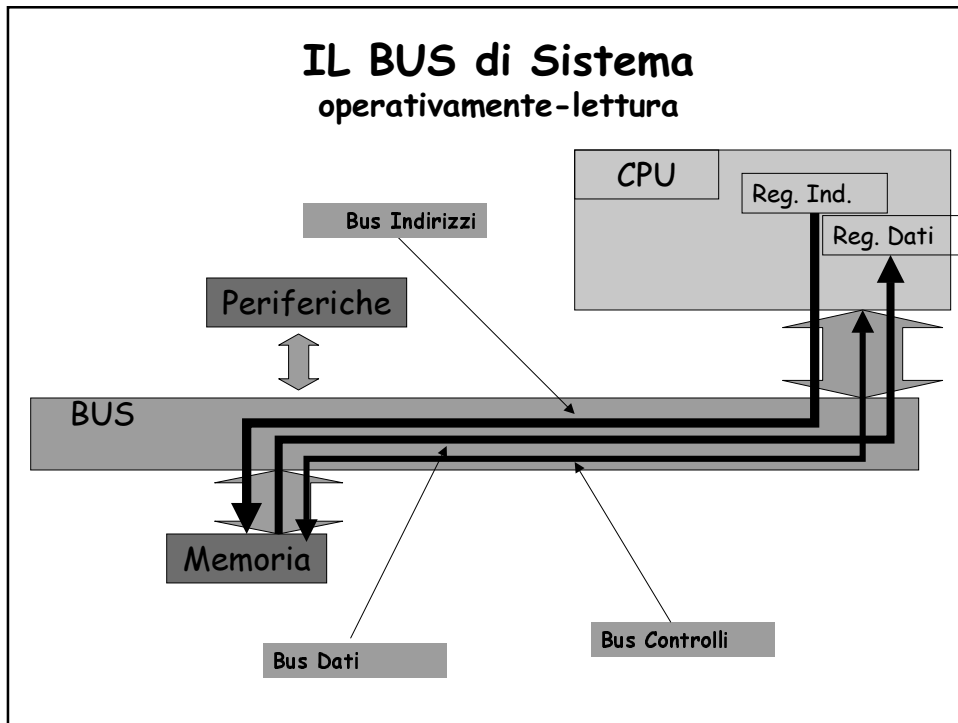 IL BUS di Sistema
operativamente-lettura
CPU
Reg. Ind.
Bus Indirizzi
Reg. Dati
Periferiche
BUS
Memoria
Bus Controlli
Bus Dati